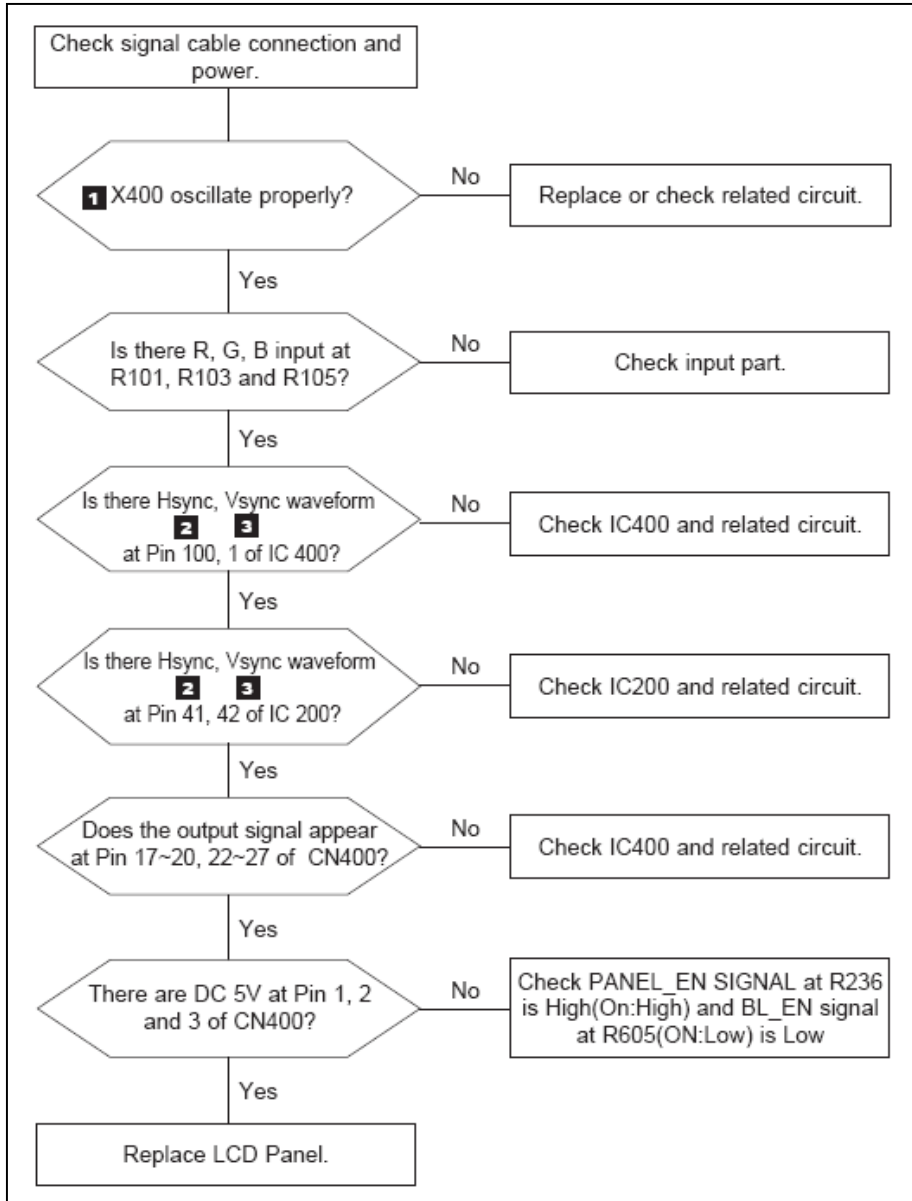 Check signal cable connection and
power.
1 X400 oscillate properly?
No
Replace or check related circuit.
Yes
Is there R, G, B input at
R101, R103 and R105?
No
Check input part.
Yes
Is there Hsync, Vsync waveform
2 3
at Pin 100, 1 of IC 400?
No
Check IC400 and related circuit.
Yes
Is there Hsync, Vsync waveform
2 3
at Pin 41, 42 of IC 200?
No
Check IC200 and related circuit.
Yes
Does the output signal appear
at Pin 17~20, 22~27 of CN400?
No
Check IC400 and related circuit.
Yes
There are DC 5V at Pin 1, 2
and 3 of CN400?
No
Check PANEL_EN SIGNAL at R236
is High(On:High) and BL_EN signal
at R605(ON:Low) is Low
Yes
Replace LCD Panel.